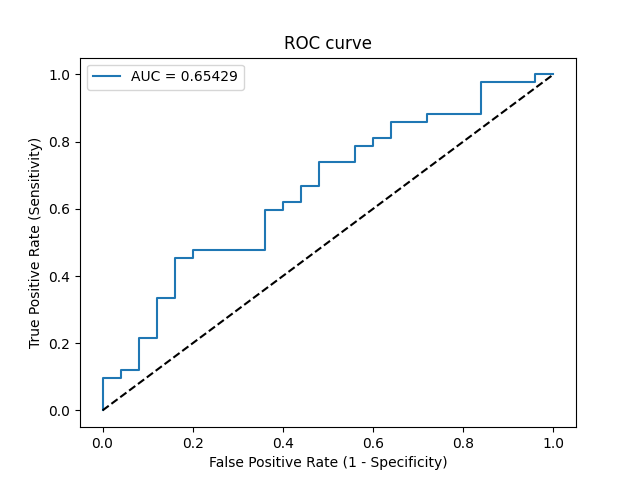 ROC curve
AUC = 0.65429
True Positive Rate (Sensitivity)
1.0
0.8
0.6
0.4
0.2
0.0
0.0 0.2 0.4 0.6 0.8 1.0
False Positive Rate (1 - Specificity)